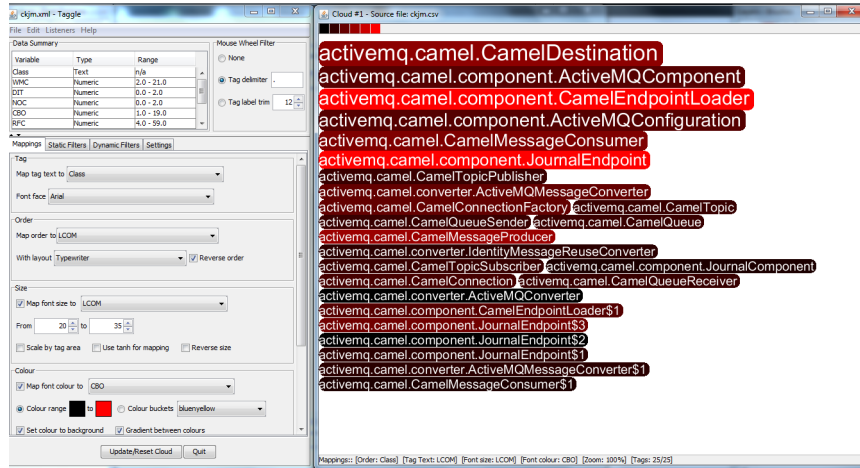 ckjm.xml - Taggle
File Edit Listeners Help
Data Summary
Variable Type Range
Class Text n/a
WMC Numeric 2.0 - 21.0
DIT Numeric 0.0 - 2.0
NOC Numeric 0.0 - 2.0
CBO Numeric 1.0 - 19.0
RFC Numeric 4.0 - 59.0
Mouse Wheel Filter
None
Tag delimiter .
Tag label trim 12
Mappings Static Filters Dynamic Filters Settings
Tag
Map tag text to Class
Font face Arial
Order
Map order to LCOM
With layout Typewriter Reverse order
Size
Map font size to LCOM
From 20 to 35
Scale by tag area Use tanh for mapping Reverse size
Colour
Map font colour to CBO
Colour range to Colour buckets bluenyellow
Set colour to background Gradient between colours
Update/Reset Cloud Quit
Cloud #1 - Source file: ckjm.csv
activemq.camel.CamelDestination
activemq.camel.component.ActiveMQComponent
activemq.camel.component.CamelEndpointLoader
activemq.camel.component.ActiveMQConfiguration
activemq.camel.CamelMessageConsumer
activemq.camel.component.JournalEndpoint
activemq.camel.CamelTopicPublisher
activemq.camel.converter.ActiveMQMessageConverter
activemq.camel.CamelConnectionFactory activemq.camel.CamelTopic
activemq.camel.CamelQueueSender activemq.camel.CamelQueue
activemq.camel.CamelMessageProducer
activemq.camel.converter.IdentityMessageReuseConverter
activemq.camel.CamelTopicSubscriber activemq.camel.component.JournalComponent
activemq.camel.CamelConnection activemq.camel.CamelQueueReceiver
activemq.camel.converter.ActiveMQConverter
activemq.camel.component.CamelEndpointLoader$1
activemq.camel.component.JournalEndpoint$3
activemq.camel.component.JournalEndpoint$2
activemq.camel.component.JournalEndpoint$1
activemq.camel.converter.ActiveMQMessageConverter$1
activemq.camel.CamelMessageConsumer$1
Mappings:: [Order: Class] [Tag Text: LCOM] [Font size: LCOM] [Font colour: CBO] [Zoom: 100%] [Tags: 25/25]